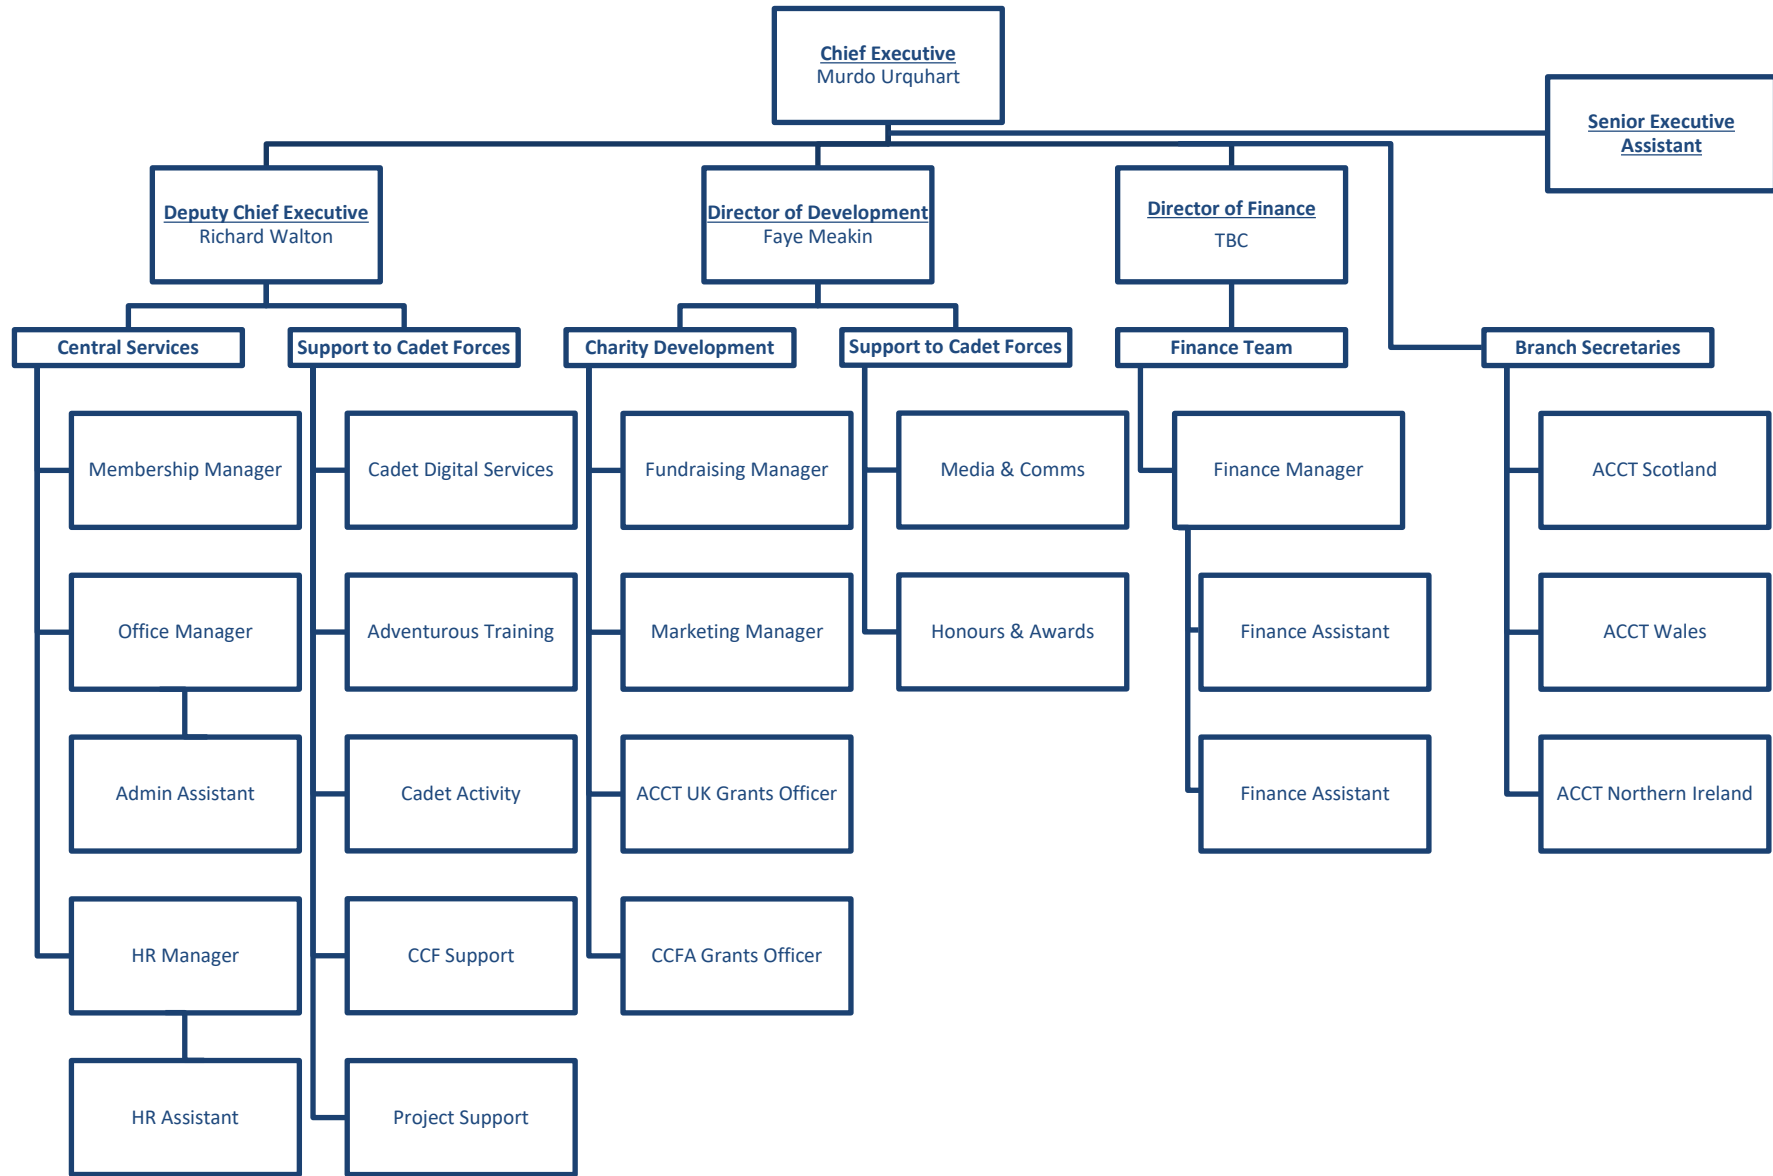 Chief Executive
Murdo Urquhart
Senior Executive
Assistant
Deputy Chief Executive
Richard Walton
Director of Development
Faye Meakin
Director of Finance
TBC
Central Services
Support to Cadet Forces
Charity Development
Support to Cadet Forces
Finance Team
Branch Secretaries
Membership Manager
Cadet Digital Services
Fundraising Manager
Media & Comms
Finance Manager
ACCT Scotland
Office Manager
Adventurous Training
Marketing Manager
Honours & Awards
Finance Assistant
ACCT Wales
Admin Assistant
Cadet Activity
ACCT UK Grants Officer
Finance Assistant
ACCT Northern Ireland
HR Manager
CCF Support
CCFA Grants Officer
HR Assistant
Project Support